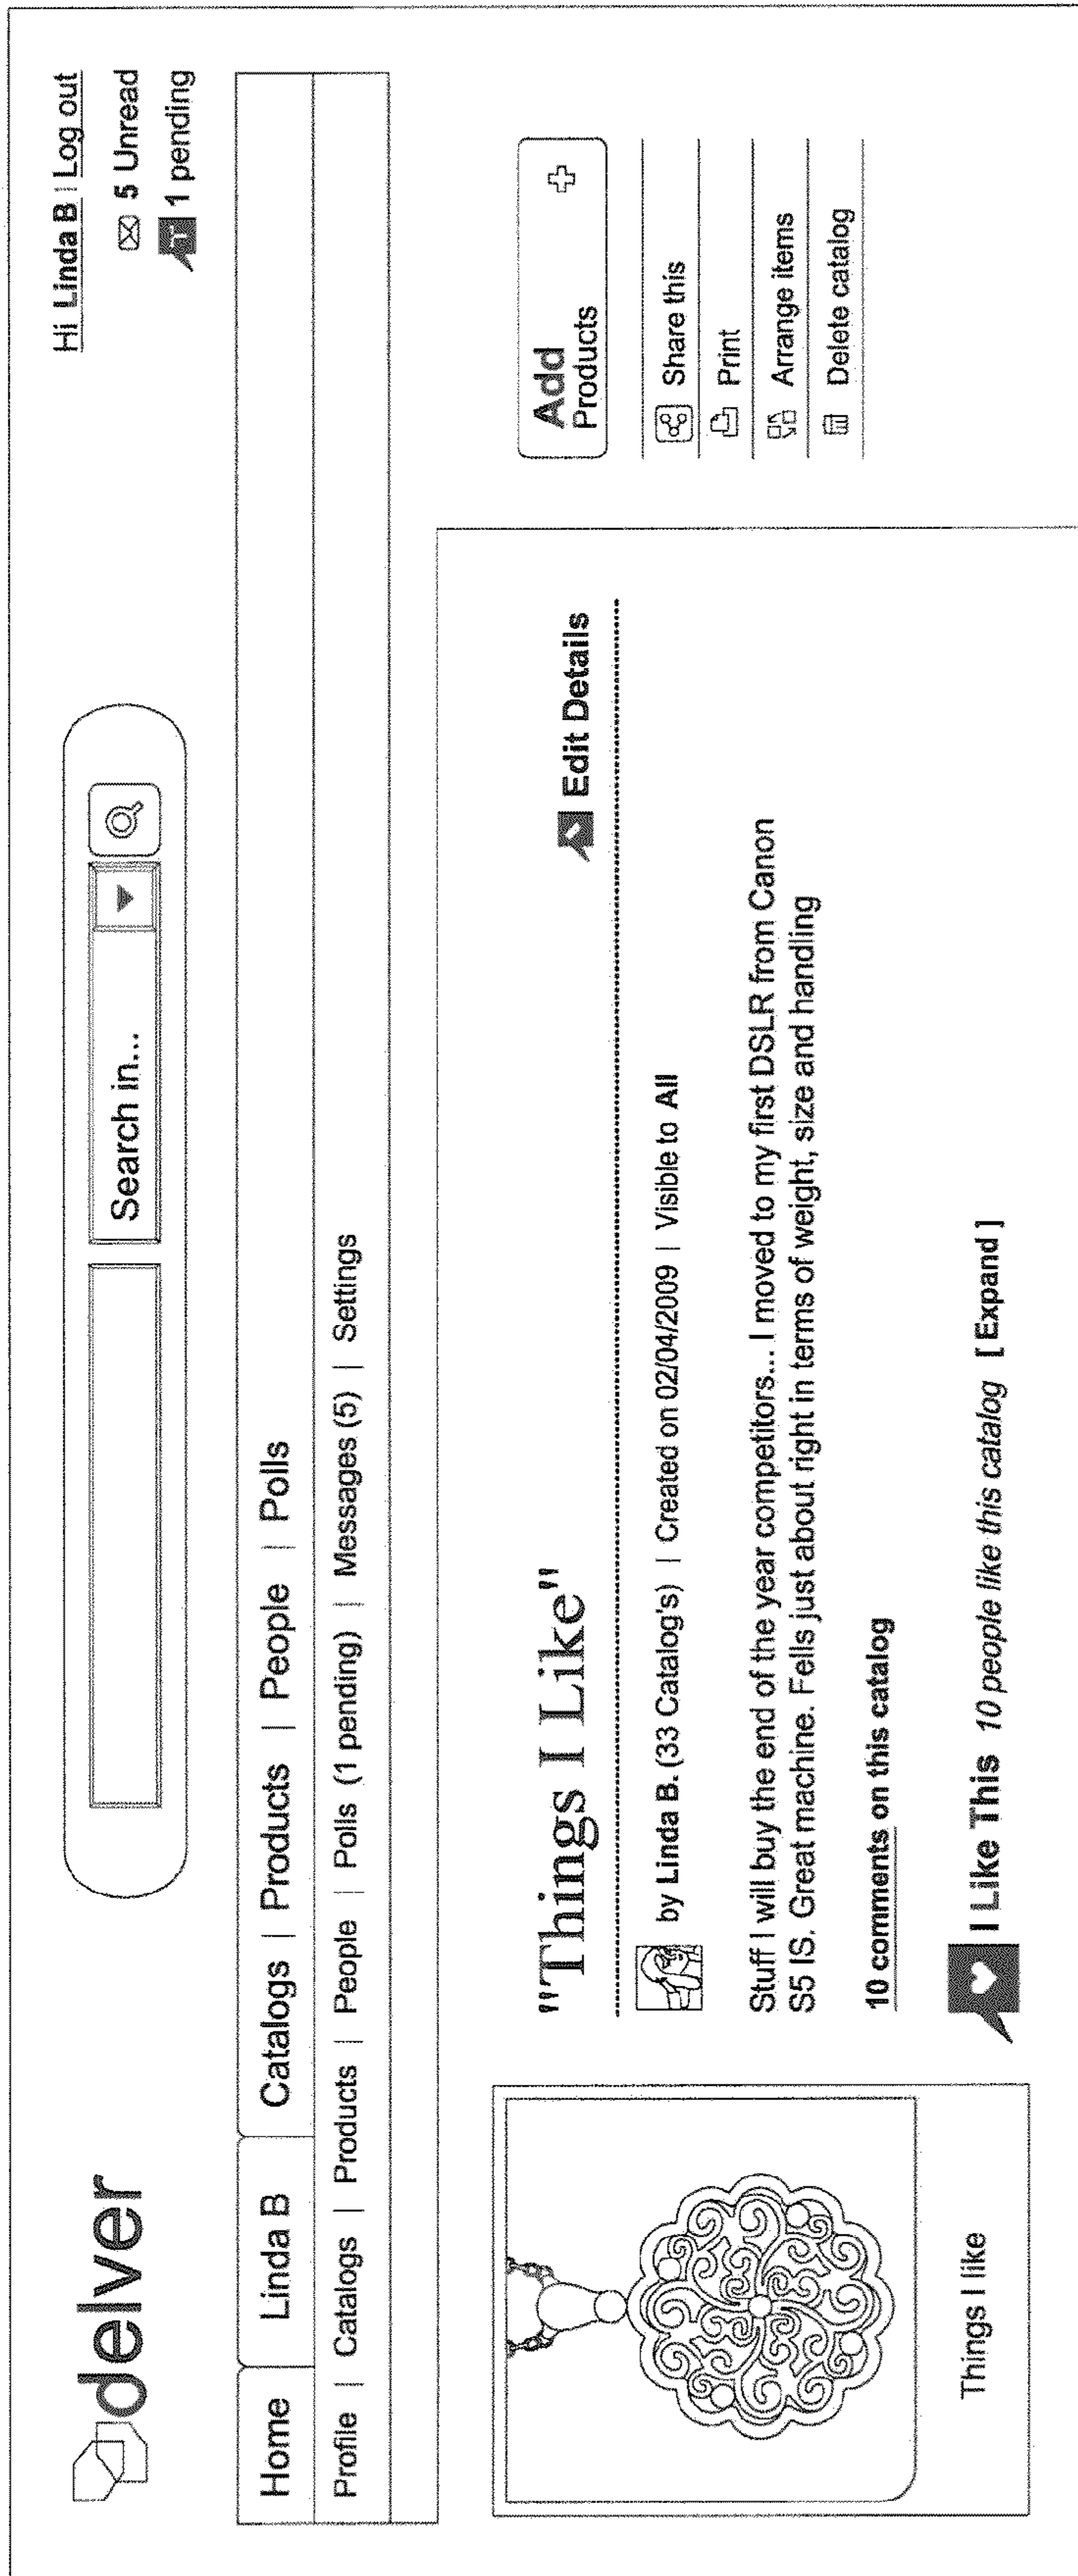 delver
Search in...
Hi Linda B | Log out
5 Unread
1 pending
Home Linda B Catalogs | Products | People | Polls
Profile | Catalogs | Products | People | Polls (1 pending) | Messages (5) | Settings
"Things I Like"
Edit Details
by Linda B. (33 Catalog's) | Created on 02/04/2009 | Visible to All
Stuff I will buy the end of the year competitors... I moved to my first DSLR from Canon
S5 IS. Great machine. Fells just about right in terms of weight, size and handling
10 comments on this catalog
I Like This 10 people like this catalog [ Expand ]
Things I like
Add
Products
Share this
Print
Arrange items
Delete catalog